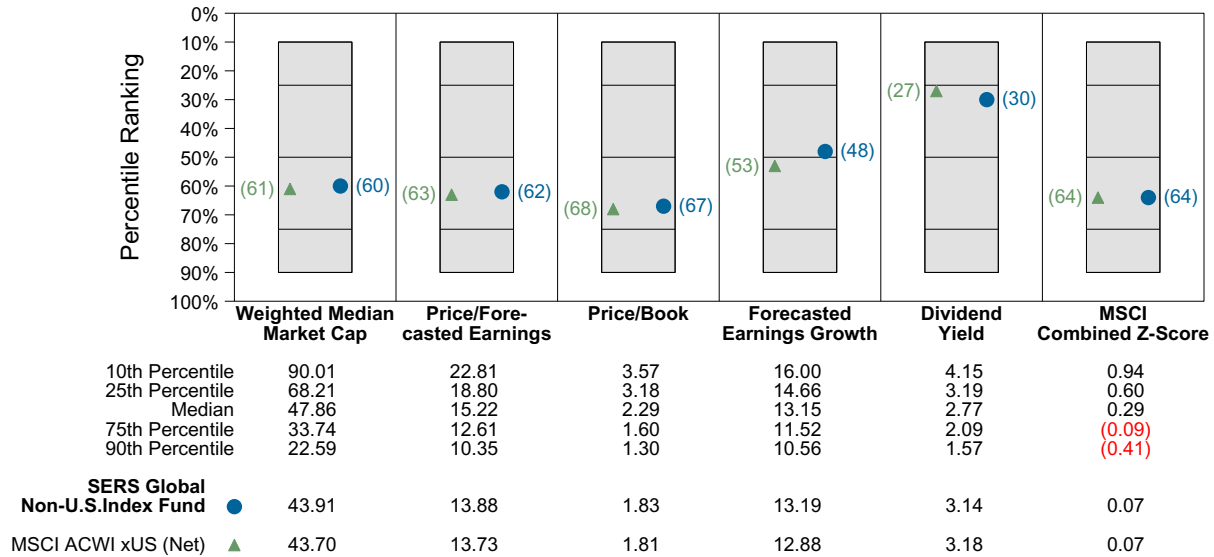 0%
10%
20%
30%
40%
50%
60%
70%
80%
90%
100%
Percentile Ranking
(61) (60)
(63) (62)
(68) (67)
(53) (48)
(27) (30)
(64) (64)
Weighted Median
Market Cap
Price/Fore-
casted Earnings
Price/Book
Forecasted
Earnings Growth
Dividend
Yield
MSCI
Combined Z-Score
10th Percentile 90.01 22.81 3.57 16.00 4.15 0.94
25th Percentile 68.21 18.80 3.18 14.66 3.19 0.60
Median 47.86 15.22 2.29 13.15 2.77 0.29
75th Percentile 33.74 12.61 1.60 11.52 2.09 (0.09)
90th Percentile 22.59 10.35 1.30 10.56 1.57 (0.41)
SERS Global
Non-U.S.Index Fund 43.91 13.88 1.83 13.19 3.14 0.07
MSCI ACWI xUS (Net) 43.70 13.73 1.81 12.88 3.18 0.07